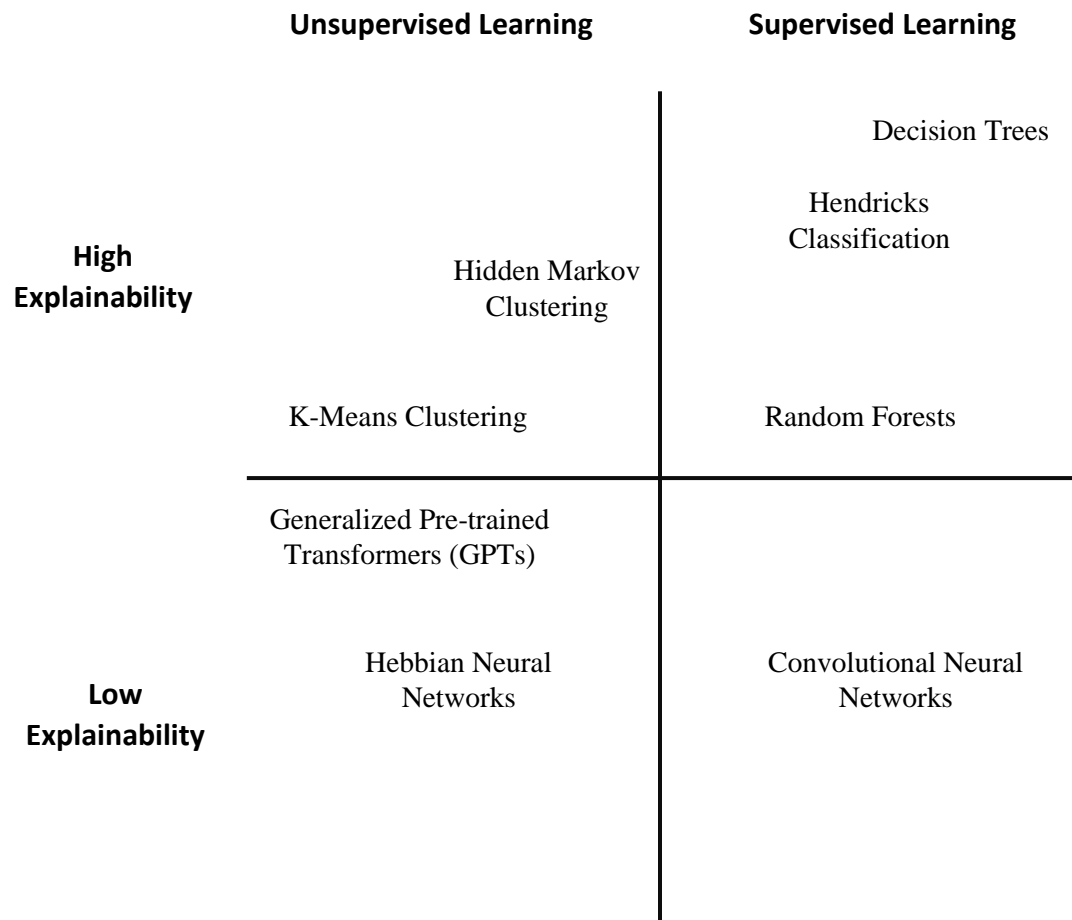 Unsupervised Learning
Supervised Learning
Decision Trees
Hendricks
Classification
High
Explainability
Hidden Markov
Clustering
K-Means Clustering
Random Forests
Generalized Pre-trained
Transformers (GPTs)
Hebbian Neural
Networks
Convolutional Neural
Networks
Low
Explainability